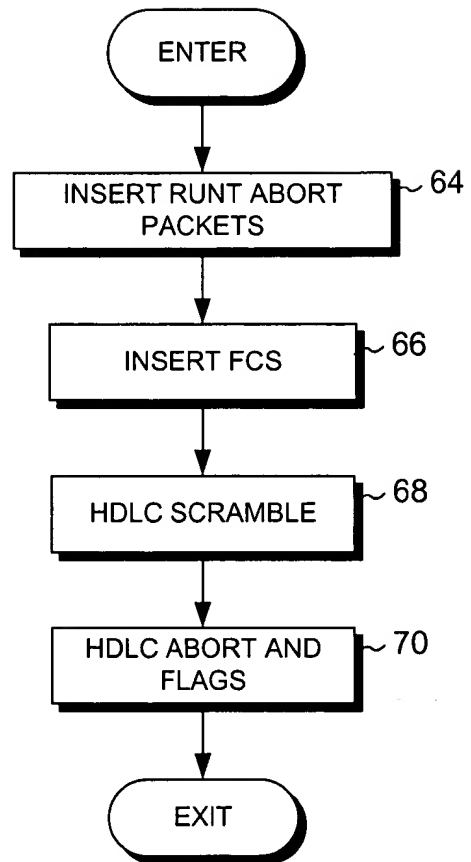 ENTER
INSERT RUNT ABORT
PACKETS
64
INSERT FCS
66
HDLC SCRAMBLE
68
HDLC ABORT AND
FLAGS
70
EXIT